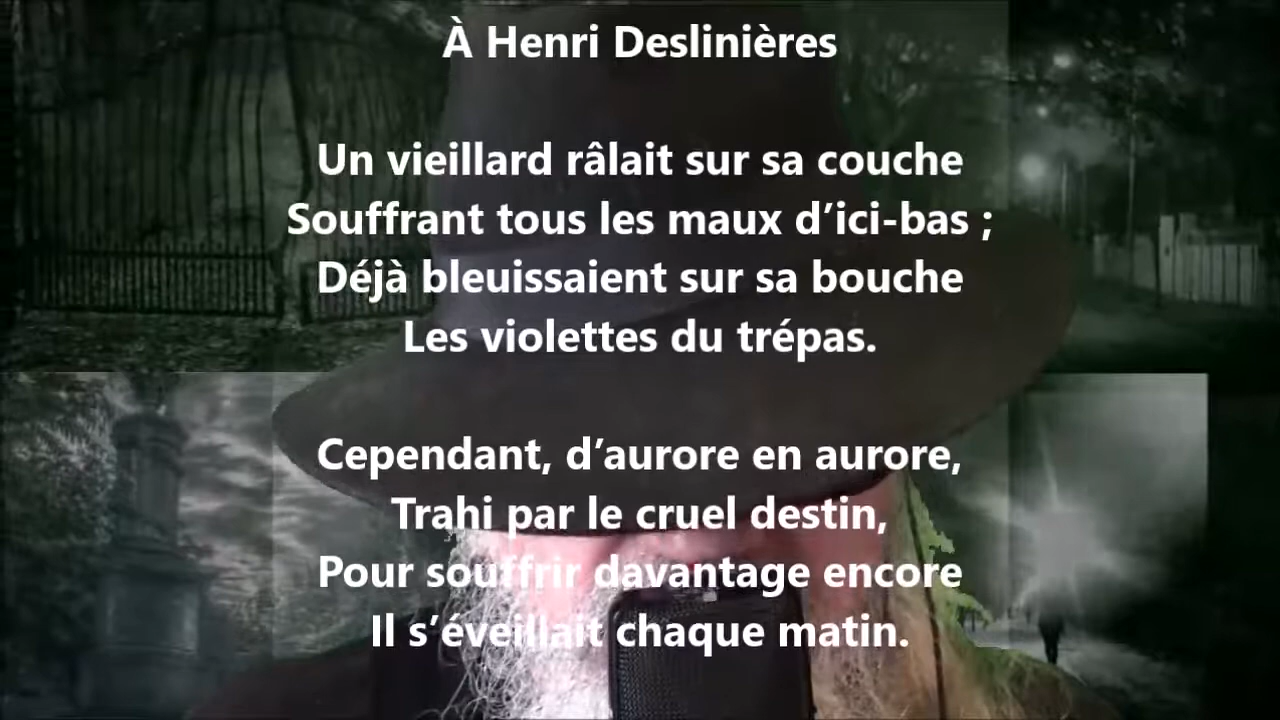 À Henri Deslinières
Un vieillard râlait sur sa couche
Souffrant tous les maux d’ici-bas ;
Déjà bleuissaient sur sa bouche
Les violettes du trépas.
Cependant, d’aurore en aurore,
Trahi par le cruel destin,
Pour souffrir davantage encore
Il s’éveillait chaque matin.